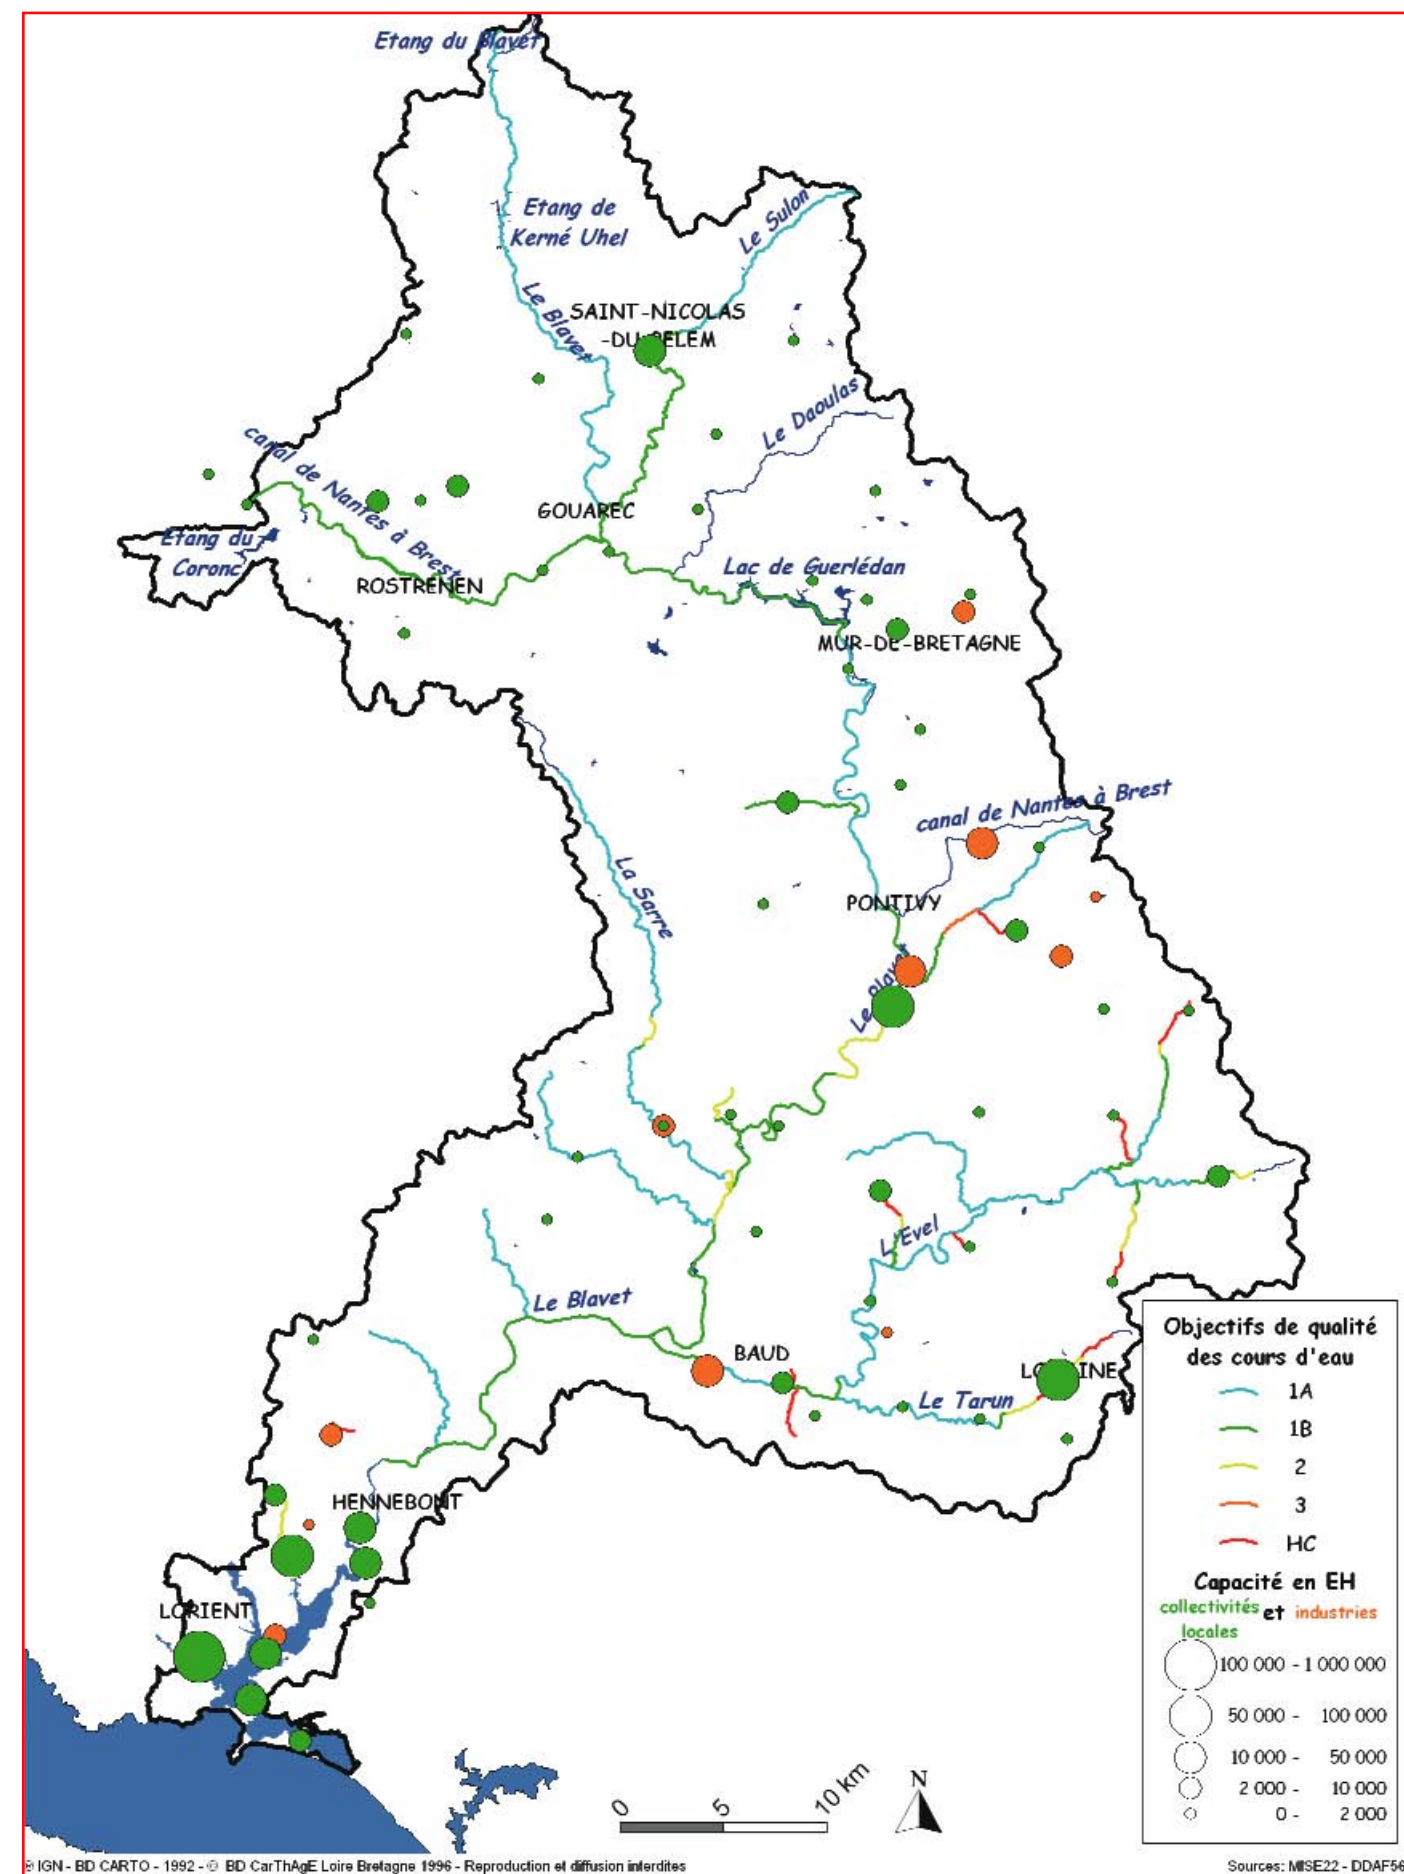 Etang du Blavet
Etang de
Kerné Uhel
Le Sulon
Le Blavet
SAINT-NICOLAS
-DU-PELEM
Le Daoulas
canal de Nantes à Brest
GOUAREC
Etang du
Coronc
ROSTRENEN
Lac de Guerlédan
MUR-DE-BRETAGNE
canal de Nantes à Brest
La Sarre
PONTIVY
Le Blavet
L'Evel
Le Blavet
BAUD
Le Tarun
HENNEBONT
LORIENT
Objectifs de qualité
des cours d'eau
1A
1B
2
3
HC
Capacité en EH
collectivités et industries
locales
100 000 - 1 000 000
50 000 - 100 000
10 000 - 50 000
2 000 - 10 000
0 - 2 000
0 5 10 km
N
© IGN - BD CARTO - 1992 - © BD CarThAgE Loire Bretagne 1996 - Reproduction et diffusion interdites
Sources: MISE22 - DDAF56